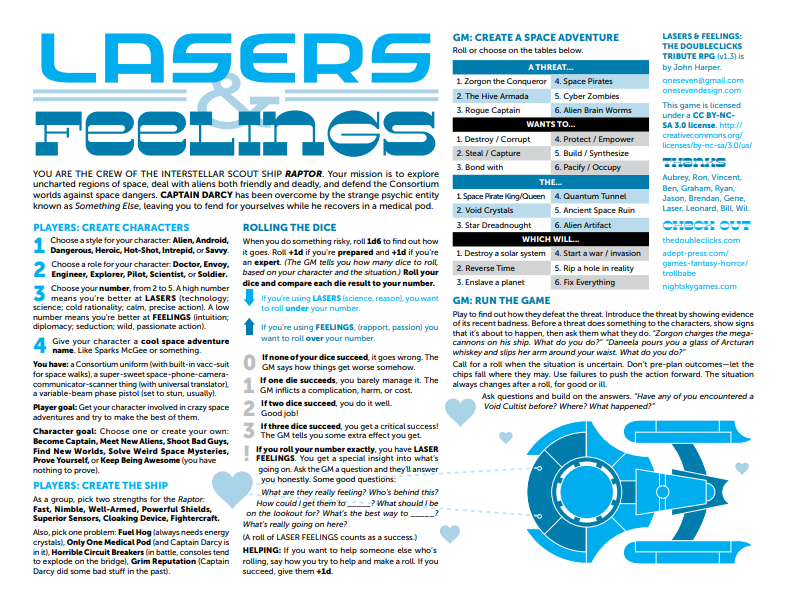 LASERS
&
FEELINGS
YOU ARE THE CREW OF THE INTERSTELLAR SCOUT SHIP RAPTOR. Your mission is to explore
uncharted regions of space, deal with aliens both friendly and deadly, and defend the Consortium
worlds against space dangers. CAPTAIN DARCY has been overcome by the strange psychic entity
known as Something Else, leaving you to fend for yourselves while he recovers in a medical pod.
PLAYERS: CREATE CHARACTERS
1 Choose a style for your character: Alien, Android,
Dangerous, Heroic, Hot-Shot, Intrepid, or Savvy.
2 Choose a role for your character: Doctor, Envoy,
Engineer, Explorer, Pilot, Scientist, or Soldier.
3 Choose your number, from 2 to 5. A high number
means you're better at LASERS (technology;
science; cold rationality; calm, precise action). A low
number means you're better at FEELINGS (intuition;
diplomacy; seduction; wild, passionate action).
4 Give your character a cool space adventure
name. Like Sparks McGee or something.
You have: a Consortium uniform (with built-in vacc-suit
for space walks), a super-sweet space-phone-camera-
communicator-scanner thing (with universal translator),
a variable-beam phase pistol (set to stun, usually).
Player goal: Get your character involved in crazy space
adventures and try to make the best of them.
Character goal: Choose one or create your own:
Become Captain, Meet New Aliens, Shoot Bad Guys,
Find New Worlds, Solve Weird Space Mysteries,
Prove Yourself, or Keep Being Awesome (you have
nothing to prove).
PLAYERS: CREATE THE SHIP
As a group, pick two strengths for the Raptor:
Fast, Nimble, Well-Armed, Powerful Shields,
Superior Sensors, Cloaking Device, Fightercraft.
Also, pick one problem: Fuel Hog (always needs energy
crystals), Only One Medical Pod (and Captain Darcy is
in it), Horrible Circuit Breakers (in battle, consoles tend
to explode on the bridge), Grim Reputation (Captain
Darcy did some bad stuff in the past).
ROLLING THE DICE
When you do something risky, roll 1d6 to find out how
it goes. Roll +1d if you're prepared and +1d if you're
an expert. (The GM tells you how many dice to roll,
based on your character and the situation.) Roll your
dice and compare each die result to your number.
If you're using LASERS (science, reason), you want
to roll under your number.
If you're using FEELINGS, (rapport, passion) you
want to roll over your number.
0 If none of your dice succeed, it goes wrong. The
GM says how things get worse somehow.
1 If one die succeeds, you barely manage it. The
GM inflicts a complication, harm, or cost.
2 If two dice succeed, you do it well.
Good job!
3 If three dice succeed, you get a critical success!
The GM tells you some extra effect you get.
! If you roll your number exactly, you have LASER
FEELINGS. You get a special insight into what's
going on. Ask the GM a question and they'll answer
you honestly. Some good questions:
What are they really feeling? Who's behind this?
How could I get them to _____? What should I be
on the lookout for? What's the best way to _____?
What's really going on here?
(A roll of LASER FEELINGS counts as a success.)
HELPING: If you want to help someone else who's
rolling, say how you try to help and make a roll. If you
succeed, give them +1d.
GM: CREATE A SPACE ADVENTURE
Roll or choose on the tables below.
A THREAT...
1. Zorgon the Conqueror 4. Space Pirates
2. The Hive Armada 5. Cyber Zombies
3. Rogue Captain 6. Alien Brain Worms
WANTS TO...
1. Destroy / Corrupt 4. Protect / Empower
2. Steal / Capture 5. Build / Synthesize
3. Bond with 6. Pacify / Occupy
THE...
1. Space Pirate King/Queen 4. Quantum Tunnel
2. Void Crystals 5. Ancient Space Ruin
3. Star Dreadnought 6. Alien Artifact
WHICH WILL...
1. Destroy a solar system 4. Start a war / invasion
2. Reverse Time 5. Rip a hole in reality
3. Enslave a planet 6. Fix Everything
GM: RUN THE GAME
Play to find out how they defeat the threat. Introduce the threat by showing evidence
of its recent badness. Before a threat does something to the characters, show signs
that it's about to happen, then ask them what they do. "Zorgon charges the mega-
cannons on his ship. What do you do?" "Daneela pours you a glass of Arcturan
whiskey and slips her arm around your waist. What do you do?"
Call for a roll when the situation is uncertain. Don't pre-plan outcomes—let the
chips fall where they may. Use failures to push the action forward. The situation
always changes after a roll, for good or ill.
Ask questions and build on the answers. "Have any of you encountered a
Void Cultist before? Where? What happened?"
LASERS & FEELINGS:
THE DOUBLECLICKS
TRIBUTE RPG (v1.3) is
by John Harper.
oneseven@gmail.com
onesevendesign.com
This game is licensed
under a CC BY-NC-
SA 3.0 license. http://
creativecommons.org/
licenses/by-nc-sa/3.0/us/
THANKS
Aubrey, Ron, Vincent,
Ben, Graham, Ryan,
Jason, Brendan, Gene,
Laser, Leonard, Bill, Wil.
CHECK OUT
thedoubleclicks.com
adept-press.com/
games-fantasy-horror/
trollbabe
nightskygames.com